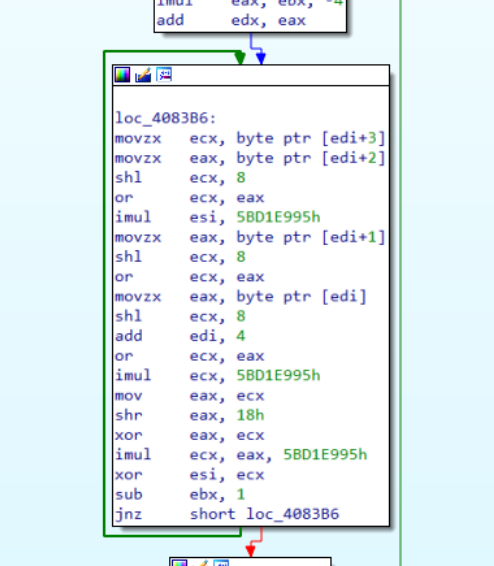 imul eax, ebx, -4
add edx, eax
loc_4083B6:
movzx ecx, byte ptr [edi+3]
movzx eax, byte ptr [edi+2]
shl ecx, 8
or ecx, eax
imul esi, 5BD1E995h
movzx eax, byte ptr [edi+1]
shl ecx, 8
or ecx, eax
movzx eax, byte ptr [edi]
shl ecx, 8
add edi, 4
or ecx, eax
imul ecx, 5BD1E995h
mov eax, ecx
shr eax, 18h
xor eax, ecx
imul ecx, eax, 5BD1E995h
xor esi, ecx
sub ebx, 1
jnz short loc_4083B6